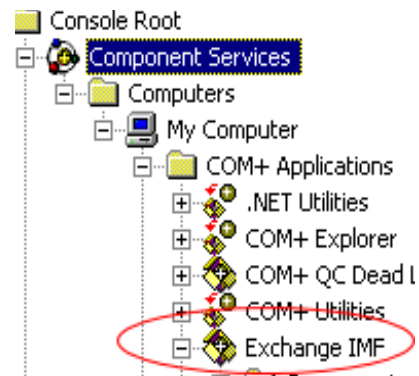 Console Root
Component Services
Computers
My Computer
COM+ Applications
.NET Utilities
COM+ Explorer
COM+ QC Dead
COM+ Utilities
Exchange IMF